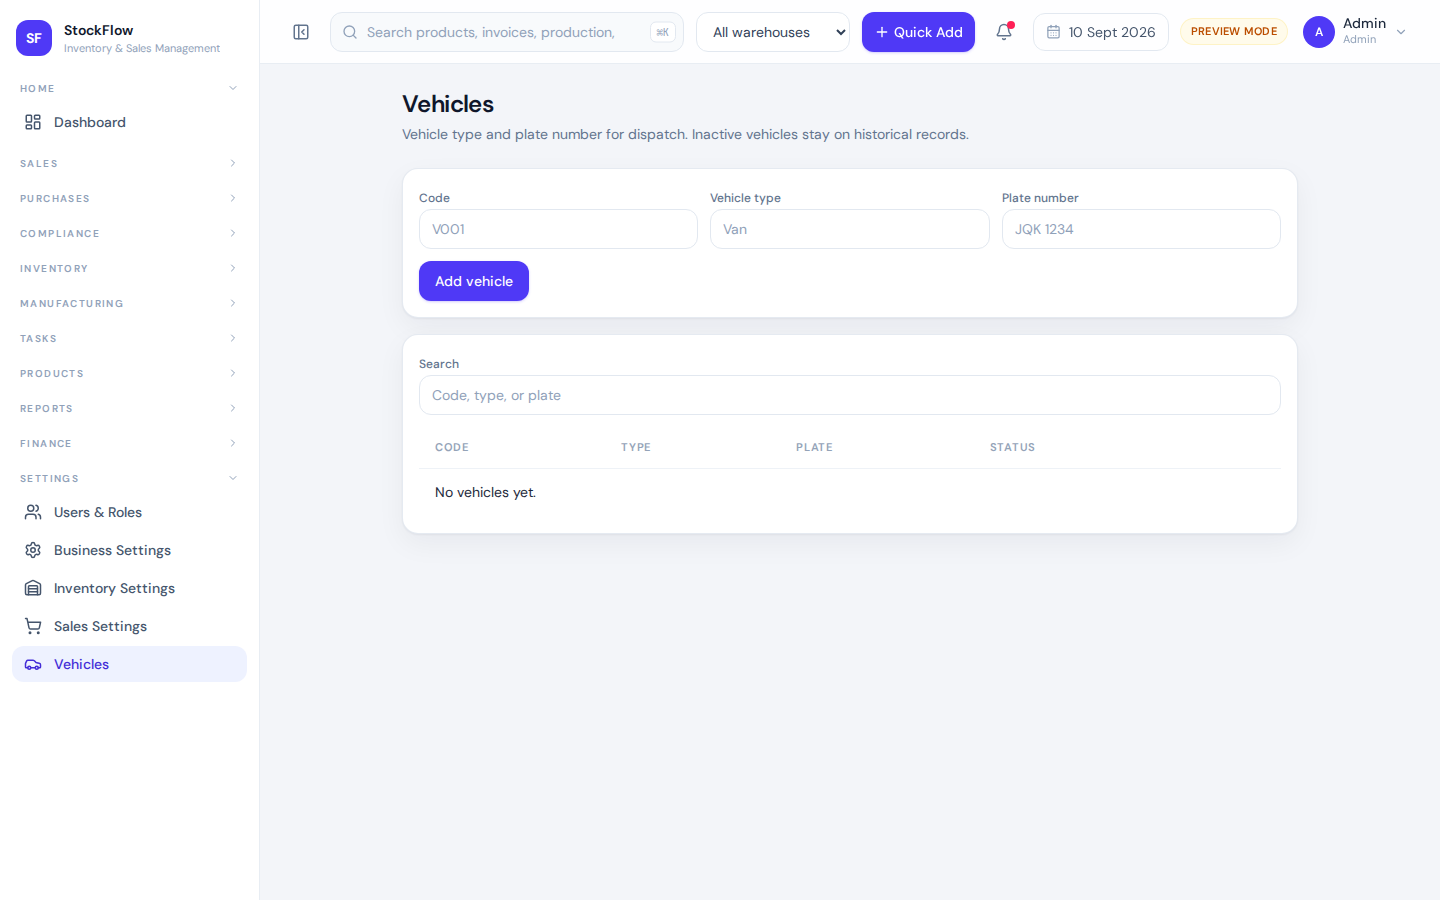 SF
StockFlow
Inventory & Sales Management
HOME
Dashboard
SALES
PURCHASES
COMPLIANCE
INVENTORY
MANUFACTURING
TASKS
PRODUCTS
REPORTS
FINANCE
SETTINGS
Users & Roles
Business Settings
Inventory Settings
Sales Settings
Vehicles
Search products, invoices, production, ⌘K
All warehouses
+ Quick Add
10 Sept 2026
PREVIEW MODE
A
Admin
Admin
Vehicles
Vehicle type and plate number for dispatch. Inactive vehicles stay on historical records.
Code Vehicle type Plate number
V001 Van JQK 1234
Add vehicle
Search
Code, type, or plate
CODE TYPE PLATE STATUS
No vehicles yet.